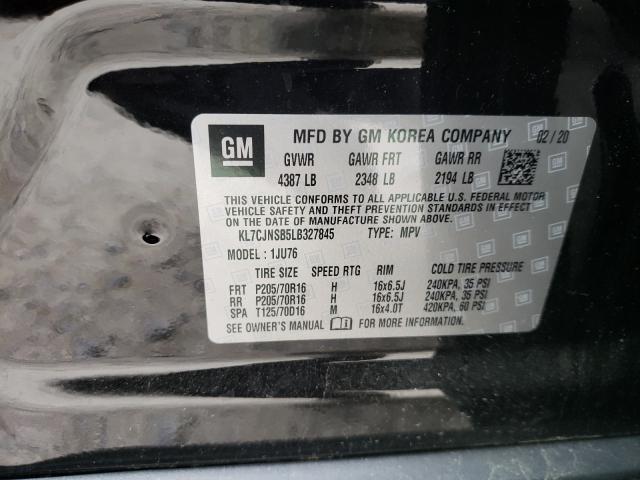 GM MFD BY GM KOREA COMPANY 02/20
GVWR GAWR FRT GAWR RR
4387 LB 2348 LB 2194 LB
THIS VEHICLE CONFORMS TO ALL APPLICABLE U.S. FEDERAL MOTOR
VEHICLE SAFETY AND THEFT PREVENTION STANDARDS IN EFFECT ON
THE DATE OF MANUFACTURE SHOWN ABOVE.
KL7CJNSB5LB327845 TYPE: MPV
MODEL : 1JU76
TIRE SIZE SPEED RTG RIM COLD TIRE PRESSURE
FRT P205/70R16 H 16x6.5J 240KPA, 35 PSI
RR P205/70R16 H 16x6.5J 240KPA, 35 PSI
SPA T125/70D16 M 16x4.0T 420KPA, 60 PSI
SEE OWNER'S MANUAL FOR MORE INFORMATION.